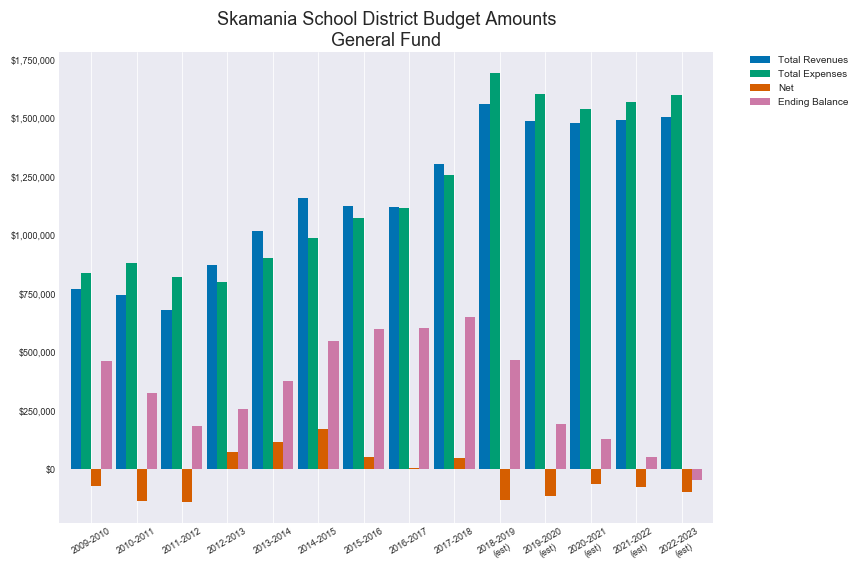 Skamania School District Budget Amounts
General Fund
Total Revenues
Total Expenses
Net
Ending Balance
$1,750,000
$1,500,000
$1,250,000
$1,000,000
$750,000
$500,000
$250,000
$0
2009-2010
2010-2011
2011-2012
2012-2013
2013-2014
2014-2015
2015-2016
2016-2017
2017-2018
2018-2019
(est)
2019-2020
(est)
2020-2021
(est)
2021-2022
(est)
2022-2023
(est)